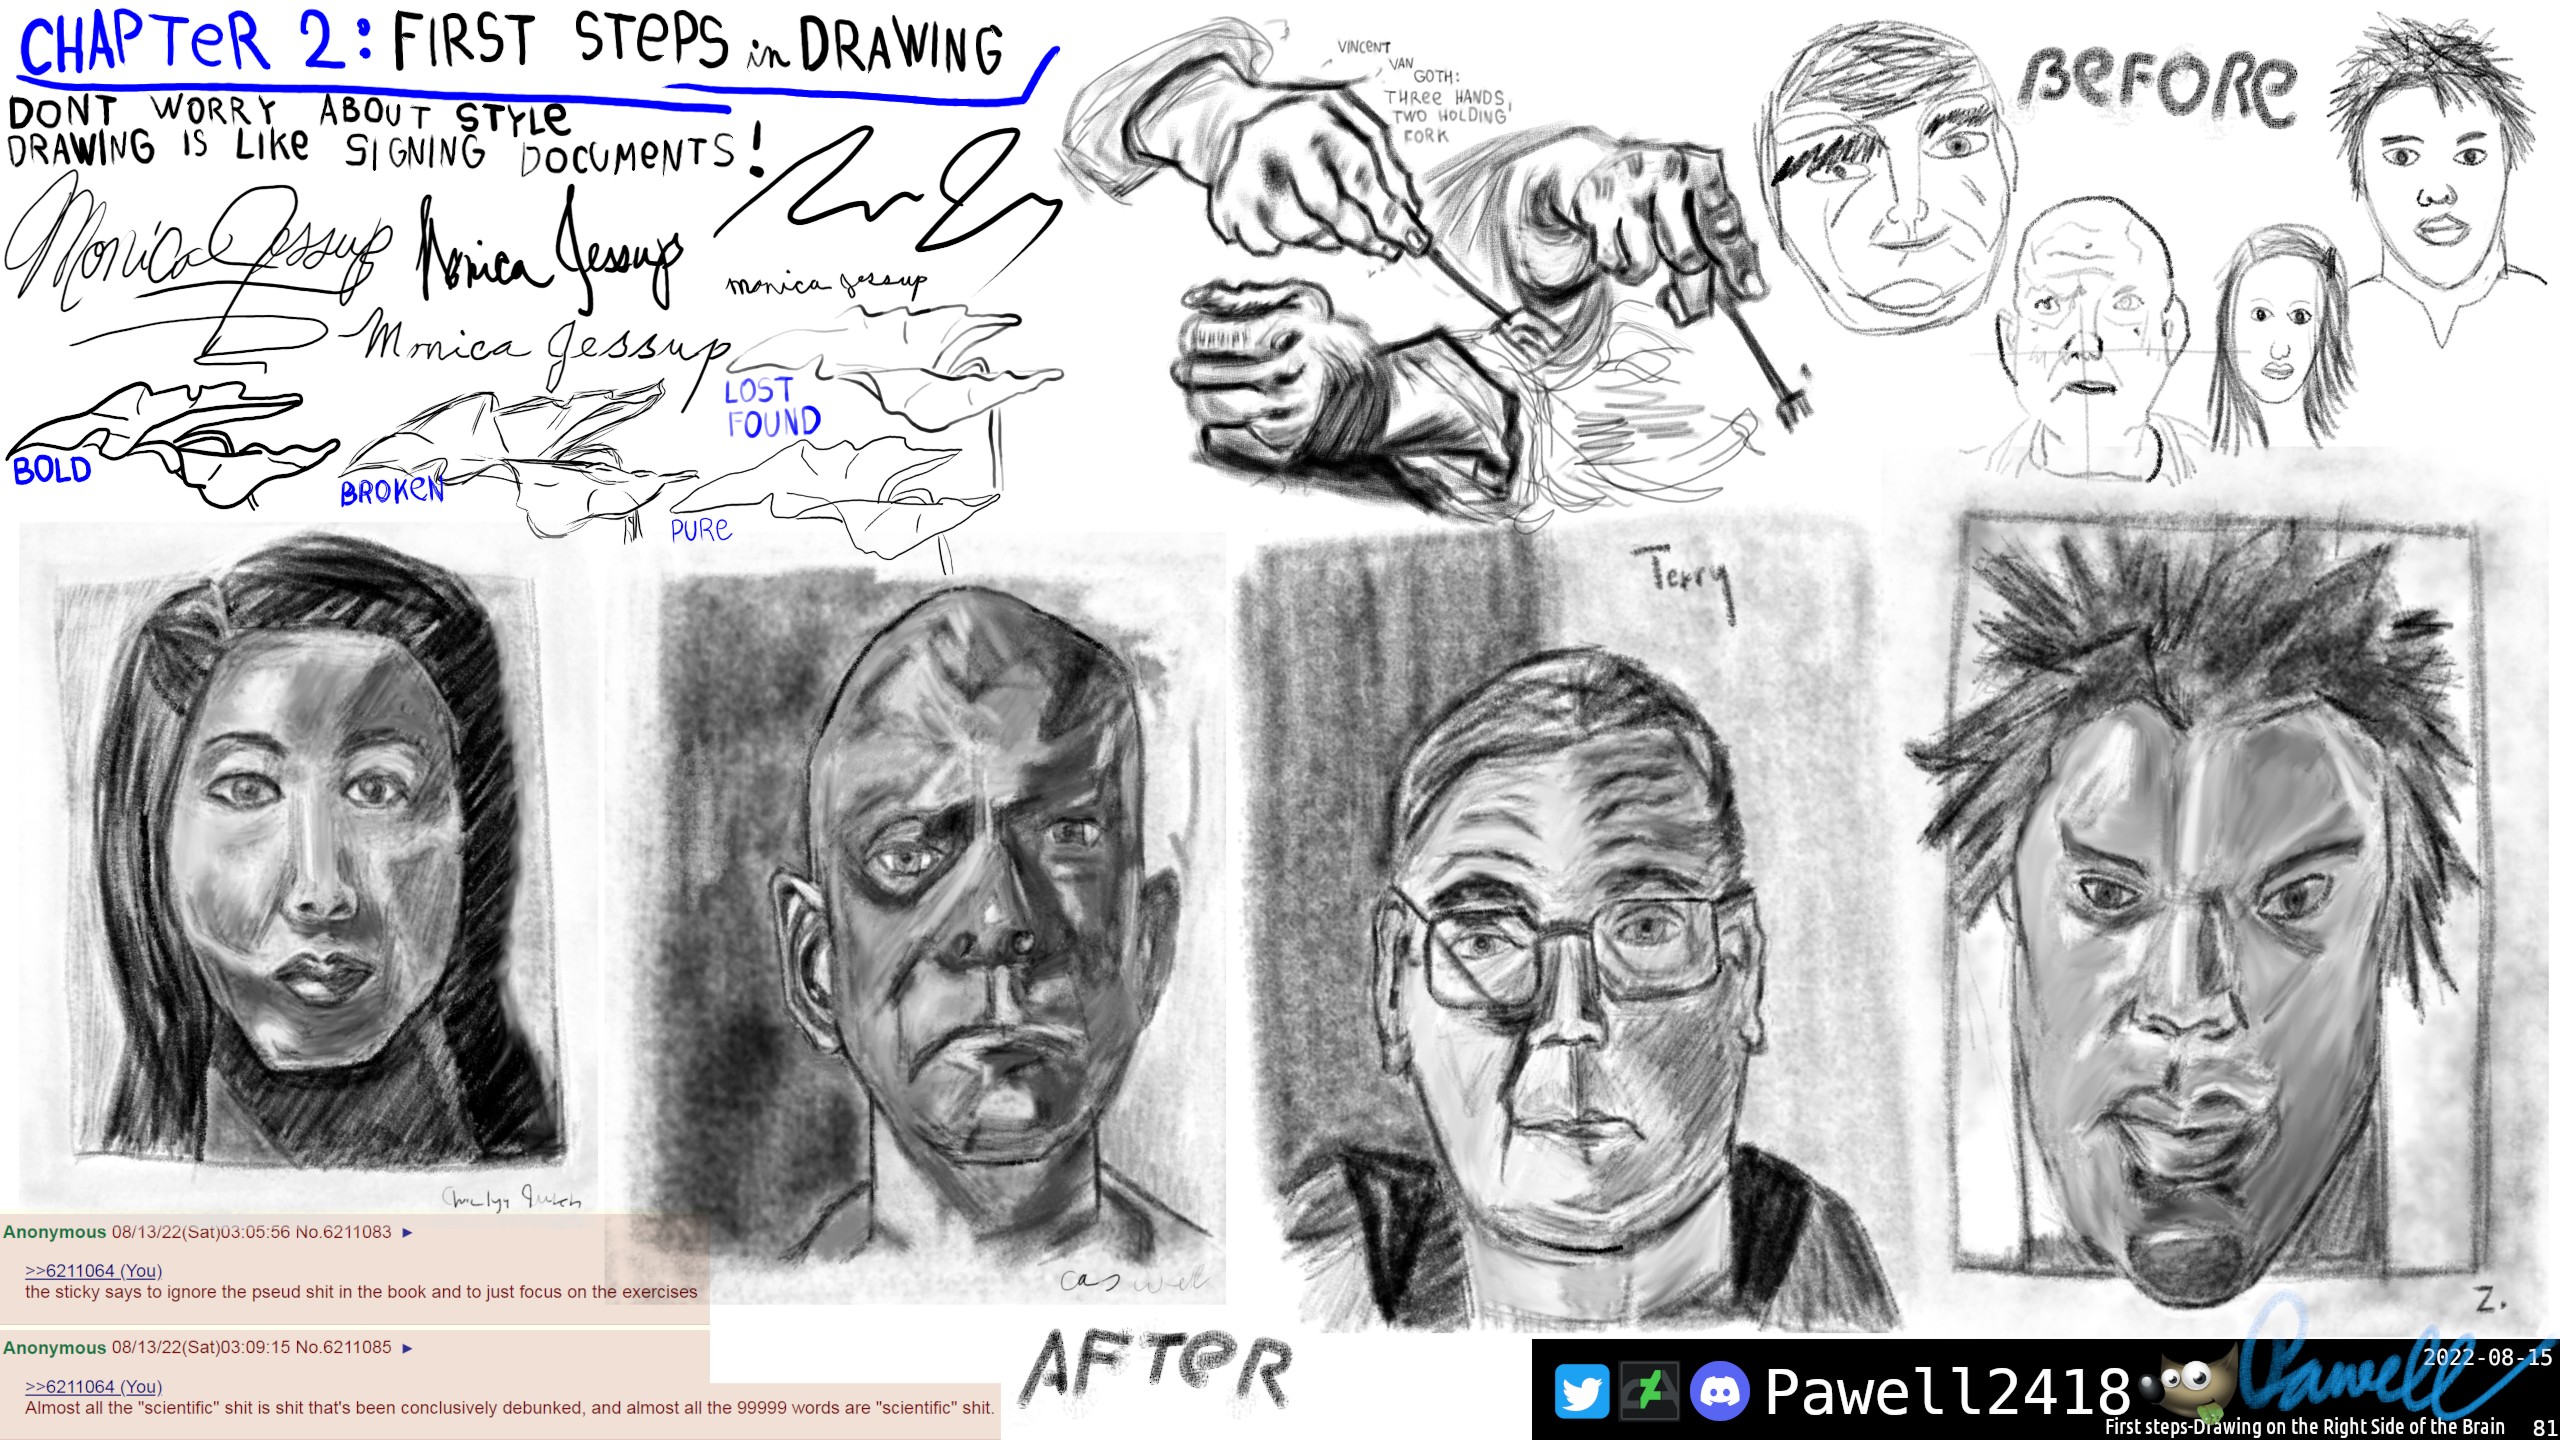 CHAPTeR 2: FIRST STePS in DRAWING
DONT WORRY ABOUT STYLe
DRAWING IS LIKe SIGNING DOCUMeNTS!
Monica Jessup
Monica Jessup
monica jessup
Monica Jessup
BOLD
BROKeN
LOST
FOUND
PURe
VINCeNT
VAN
GOTH:
THRee HANDS,
TWO HOLDING
FORK
BeFORe
Terry
Caswell
Z.
Anonymous 08/13/22(Sat)03:05:56 No.6211083 ►
>>6211064 (You)
the sticky says to ignore the pseud shit in the book and to just focus on the exercises
Anonymous 08/13/22(Sat)03:09:15 No.6211085 ►
>>6211064 (You)
Almost all the "scientific" shit is shit that's been conclusively debunked, and almost all the 99999 words are "scientific" shit.
AFTeR
Pawell2418
Pawell
2022-08-15
First steps-Drawing on the Right Side of the Brain 81